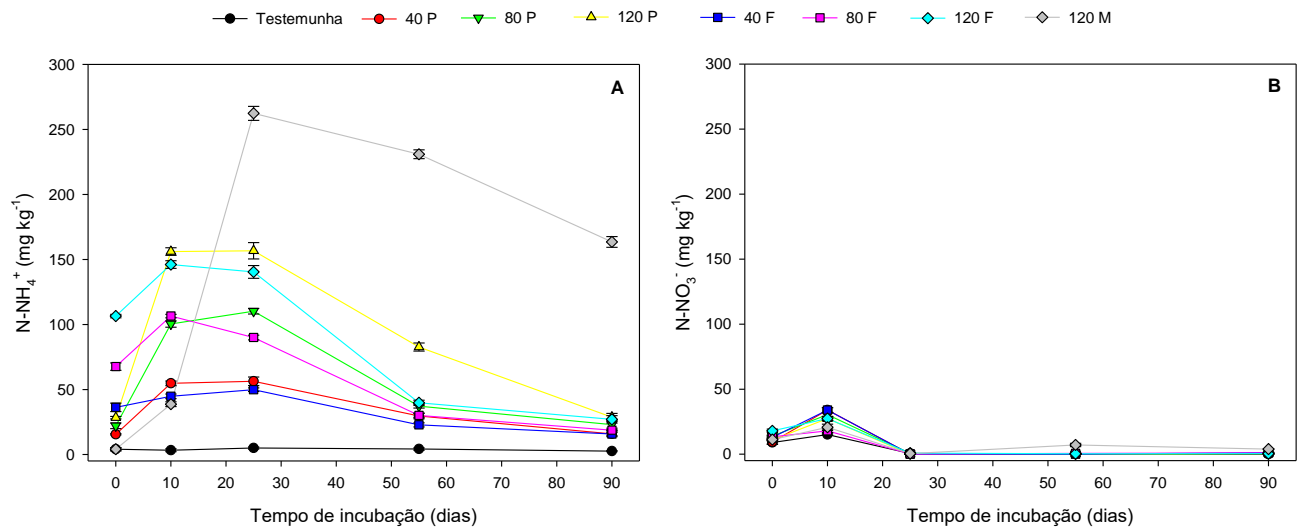 Testemunha 40 P 80 P 120 P 40 F 80 F 120 F 120 M
A
N-NH₄⁺ (mg kg⁻¹)
300
250
200
150
100
50
0
0 10 20 30 40 50 60 70 80 90
Tempo de incubação (dias)
B
N-NO₃⁻ (mg kg⁻¹)
300
250
200
150
100
50
0
0 10 20 30 40 50 60 70 80 90
Tempo de incubação (dias)